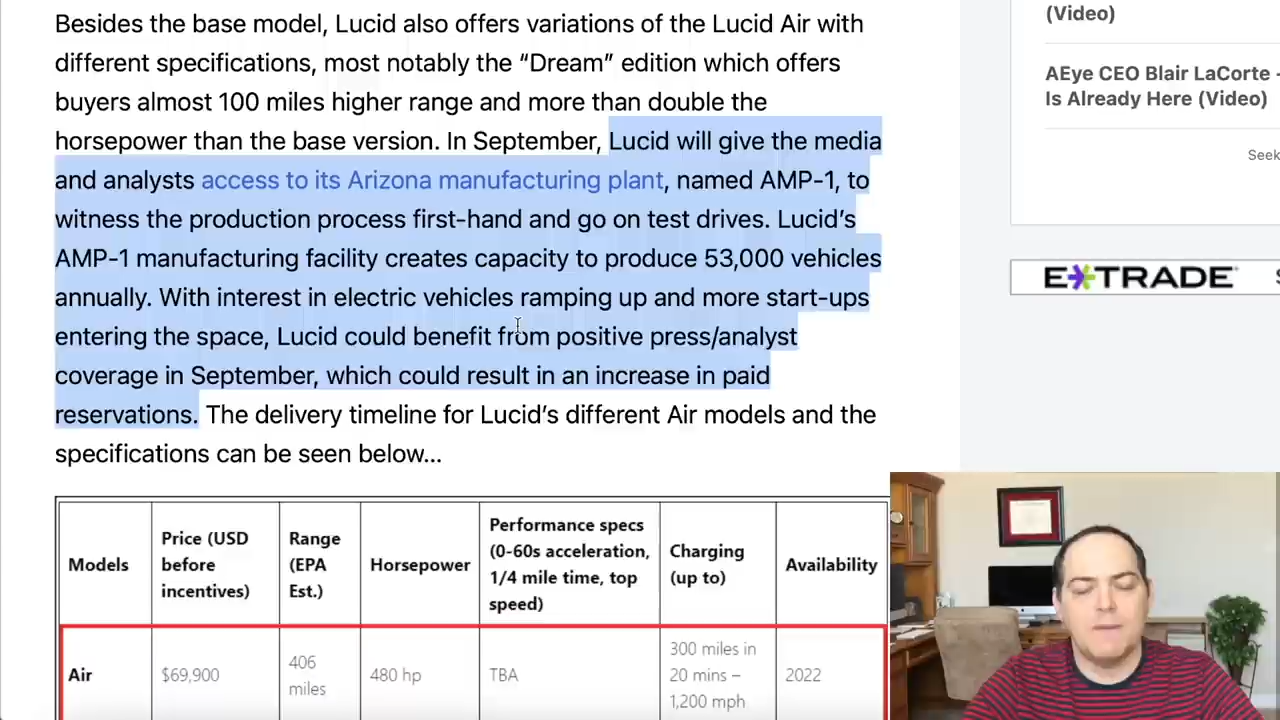 Besides the base model, Lucid also offers variations of the Lucid Air with
different specifications, most notably the “Dream” edition which offers
buyers almost 100 miles higher range and more than double the
horsepower than the base version. In September, Lucid will give the media
and analysts access to its Arizona manufacturing plant, named AMP-1, to
witness the production process first-hand and go on test drives. Lucid’s
AMP-1 manufacturing facility creates capacity to produce 53,000 vehicles
annually. With interest in electric vehicles ramping up and more start-ups
entering the space, Lucid could benefit from positive press/analyst
coverage in September, which could result in an increase in paid
reservations. The delivery timeline for Lucid’s different Air models and the
specifications can be seen below...
Models
Price (USD
before
incentives)
Range
(EPA
Est.)
Horsepower
Performance specs
(0-60s acceleration,
1/4 mile time, top
speed)
Charging
(up to)
Availability
Air
$69,900
406
miles
480 hp
TBA
300 miles in
20 mins –
1,200 mph
2022
(Video)
AEye CEO Blair LaCorte -
Is Already Here (Video)
Seek
E*TRADE